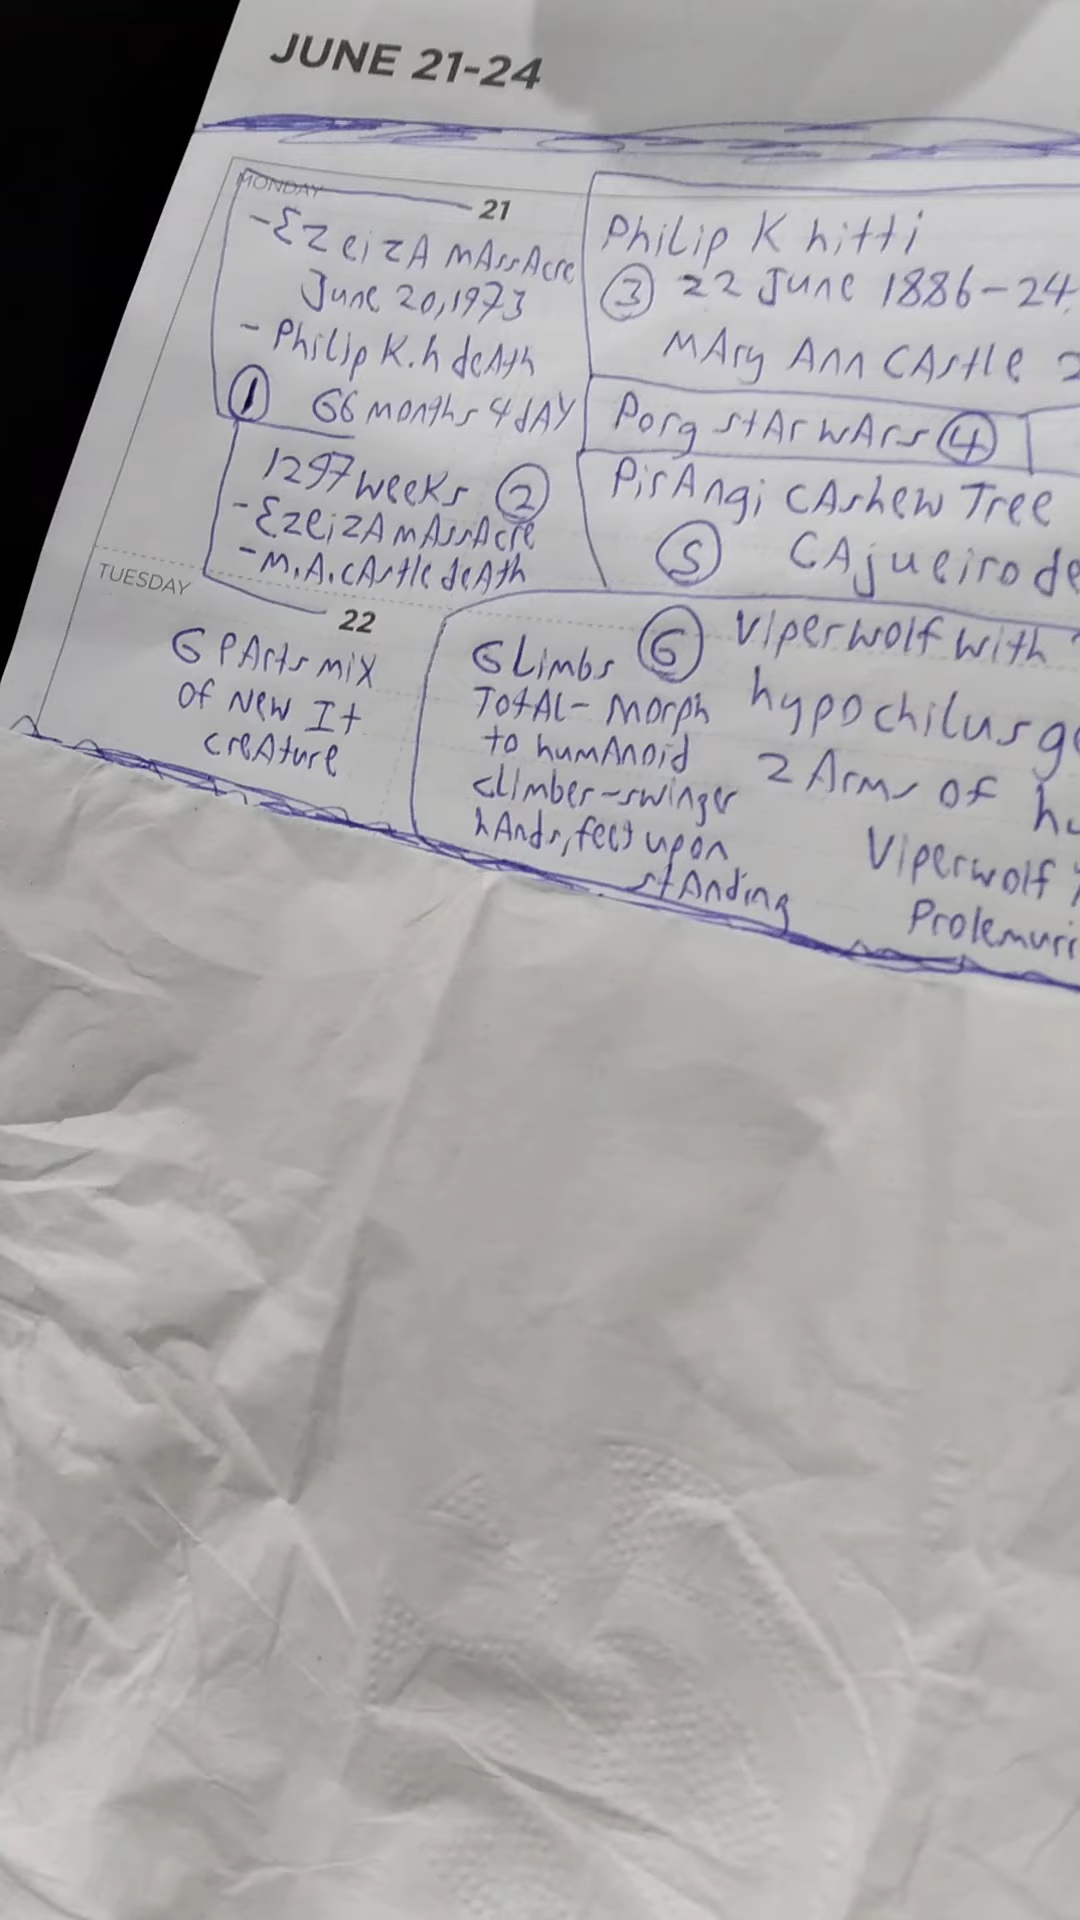 JUNE 21-24
MONDAY
21
-EzeizA mAssAcre
June 20, 1973
- Philip K. h deAth
1 66 months 4 dAY
1297 weeks 2
-EzeizA mAssAcre
-M.A. cAstle deAth
TUESDAY
22
6 PArts mix
of New It
creAture
Philip K hitti
3 22 June 1886-24
MAry Ann CAstle
Porg stAr wArs 4
PirAngi CAshew Tree
5 CAjueiro de
6 Limbs 6
TotAl- morph
to humAnoid
climber-swinger
hAnds, feet upon
stAnding
Viperwolf with
hypochilus
2 Arms of
Viperwolf